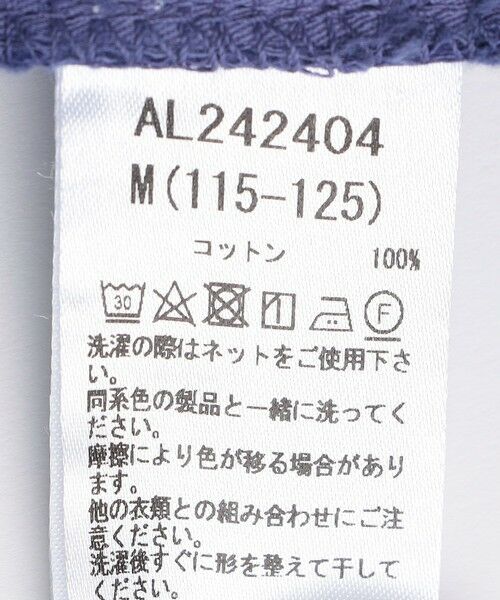 AL242404
M(115-125)
コットン 100%
30 F
洗濯の際はネットをご使用下さ
い。
同系色の製品と一緒に洗ってく
ださい。
摩擦により色が移る場合があり
ます。
他の衣類との組み合わせにご注
意ください。
洗濯後すぐに形を整えて干して
ください。